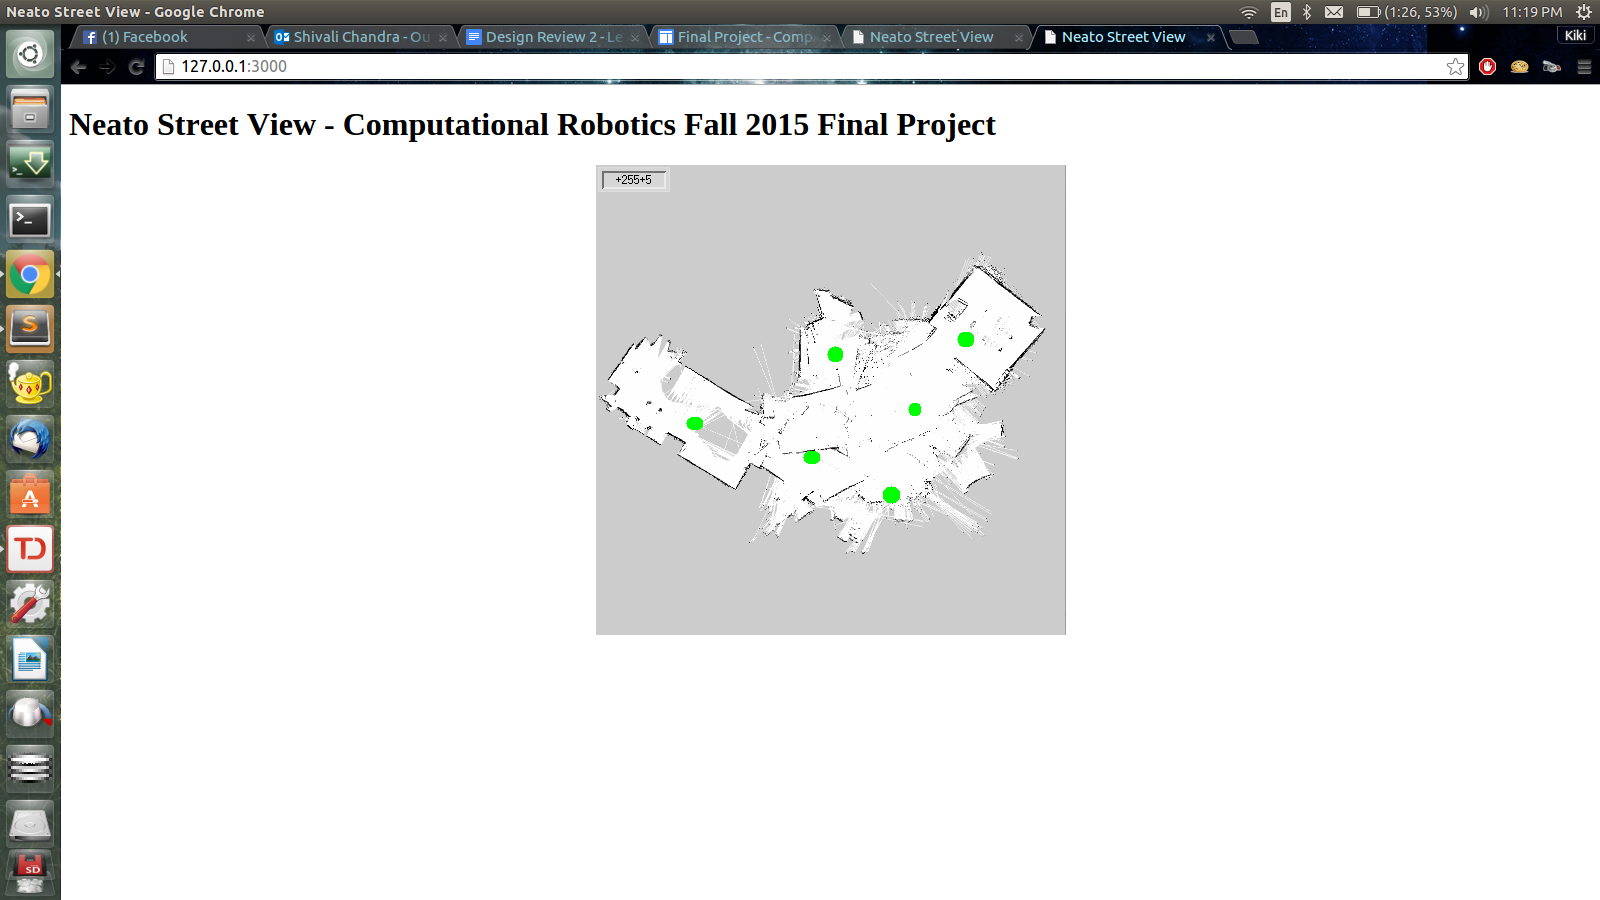 Neato Street View - Google Chrome
En
(1:26, 53%)
11:19 PM
(1) Facebook
Shivali Chandra - Ou
Design Review 2 - Le
Final Project - Comp
Neato Street View
Neato Street View
Kiki
127.0.0.1:3000
Neato Street View - Computational Robotics Fall 2015 Final Project
+255+5
SD